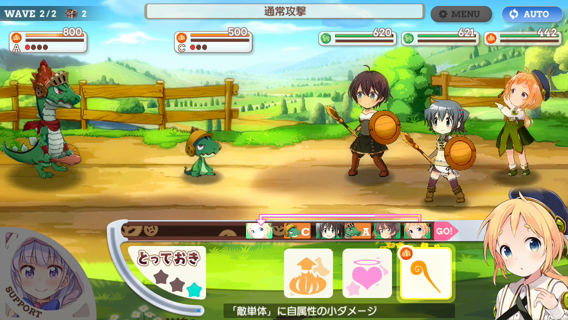 WAVE 2/2 2
通常攻撃
MENU
AUTO
800
A
500
C
620
621
442
C
A
GO!
とっておき
SUPPORT
「敵単体」に自属性の小ダメージ